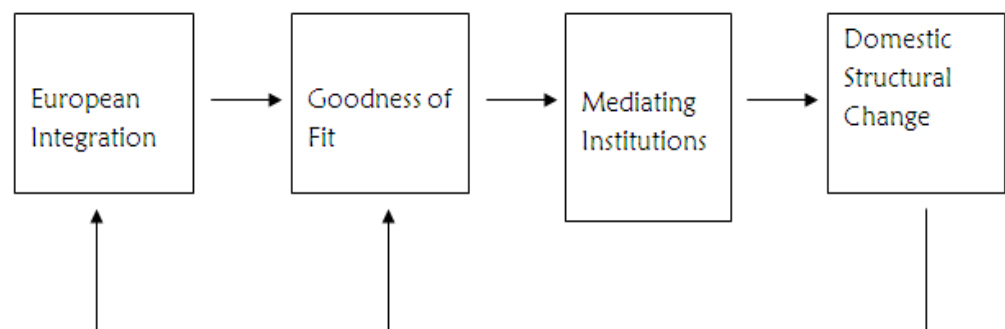 European
Integration
Goodness of
Fit
Mediating
Institutions
Domestic
Structural
Change